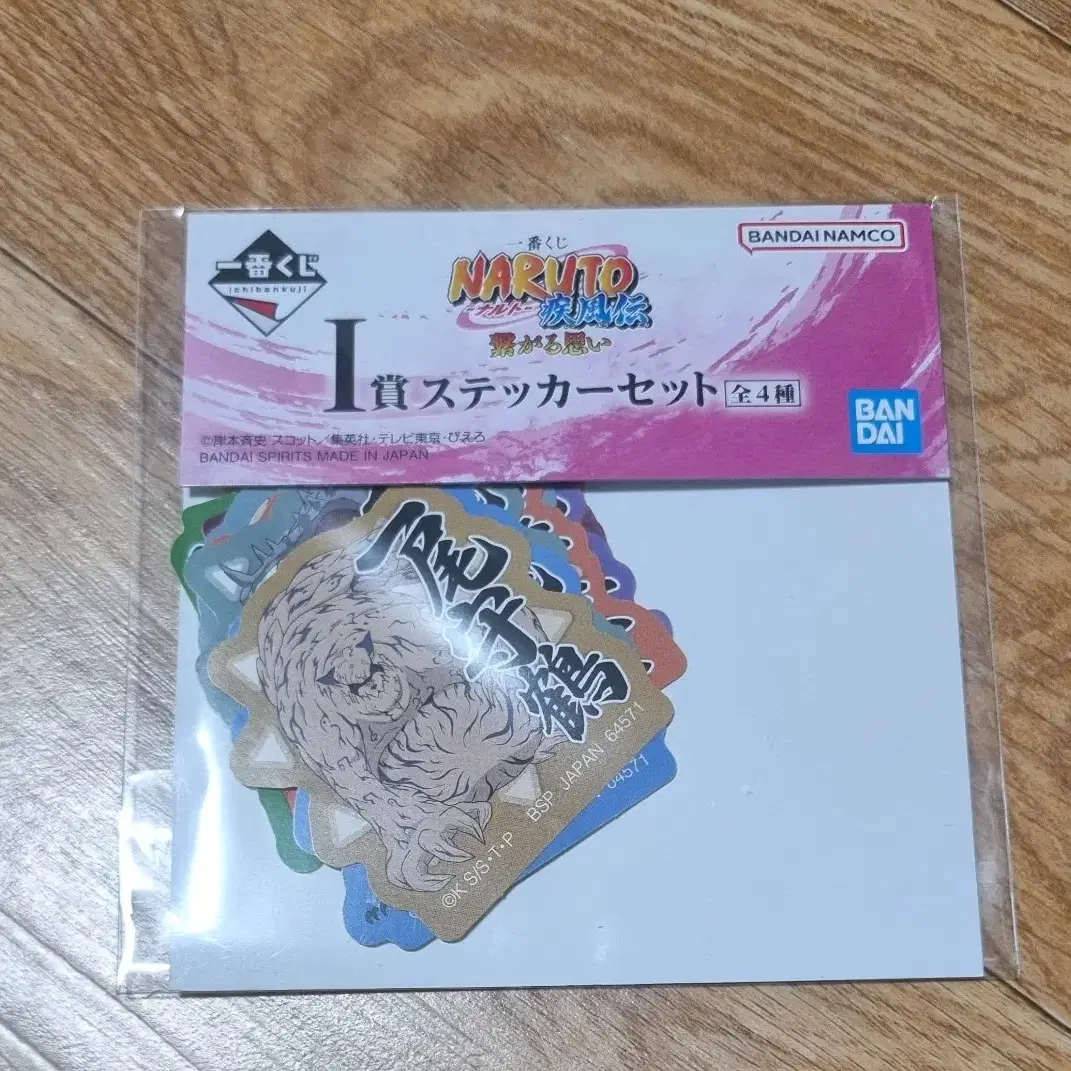 一番くじ
ichibankuji
一番くじ
NARUTO
-ナルト-
疾風伝
繋がる思い
BANDAI NAMCO
I賞 ステッカーセット 全4種
BAN
DAI
©岸本斉史 スコット/集英社・テレビ東京・ぴえろ
BANDAI SPIRITS MADE IN JAPAN
尾守鶴
©K S/S・T・P BSP JAPAN 64571
64571